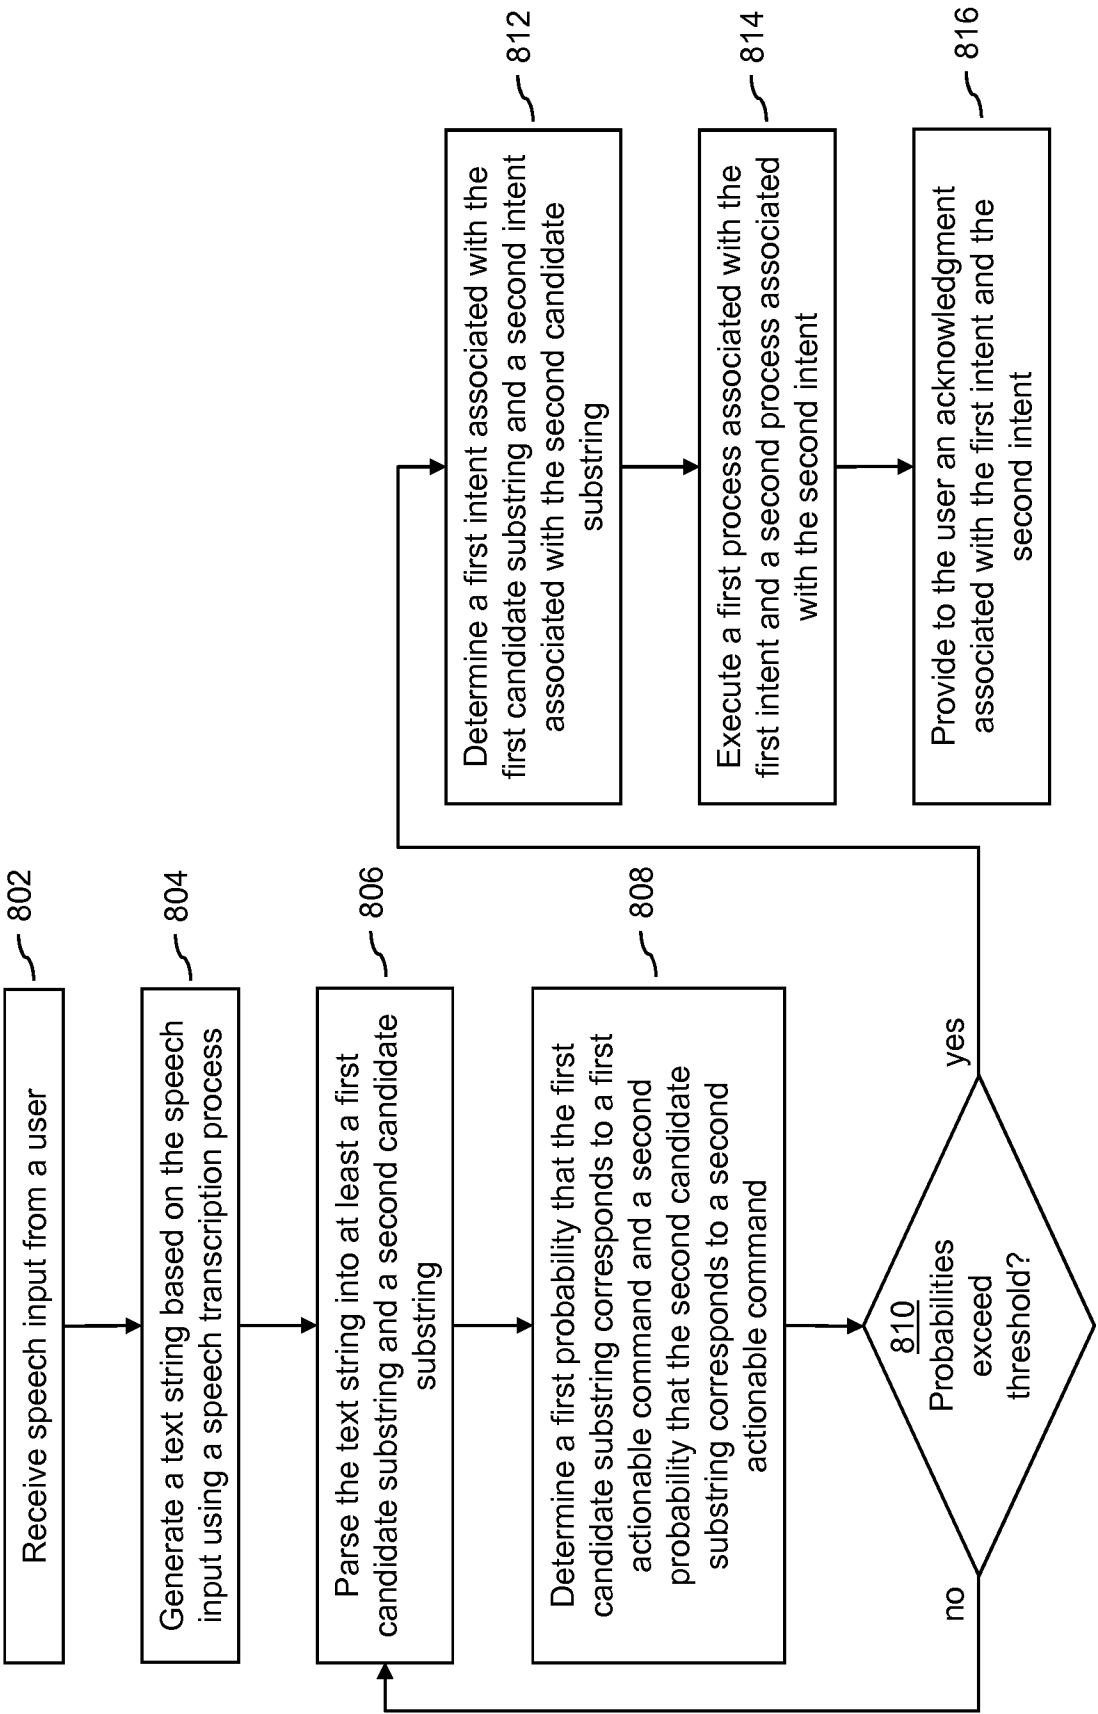 Receive speech input from a user
802
Generate a text string based on the speech
input using a speech transcription process
804
Parse the text string into at least a first
candidate substring and a second candidate
substring
806
Determine a first probability that the first
candidate substring corresponds to a first
actionable command and a second
probability that the second candidate
substring corresponds to a second
actionable command
808
810
Probabilities
exceed
threshold?
no
yes
Determine a first intent associated with the
first candidate substring and a second intent
associated with the second candidate
substring
812
Execute a first process associated with the
first intent and a second process associated
with the second intent
814
Provide to the user an acknowledgment
associated with the first intent and the
second intent
816